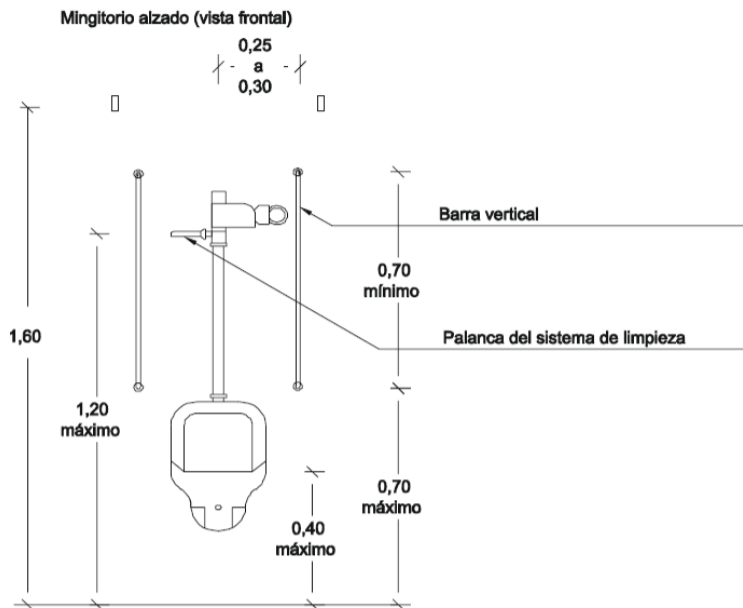 Mingitorio alzado (vista frontal)
0,25
a
0,30
Barra vertical
0,70
mínimo
1,60
Palanca del sistema de limpieza
1,20
máximo
0,70
máximo
0,40
máximo